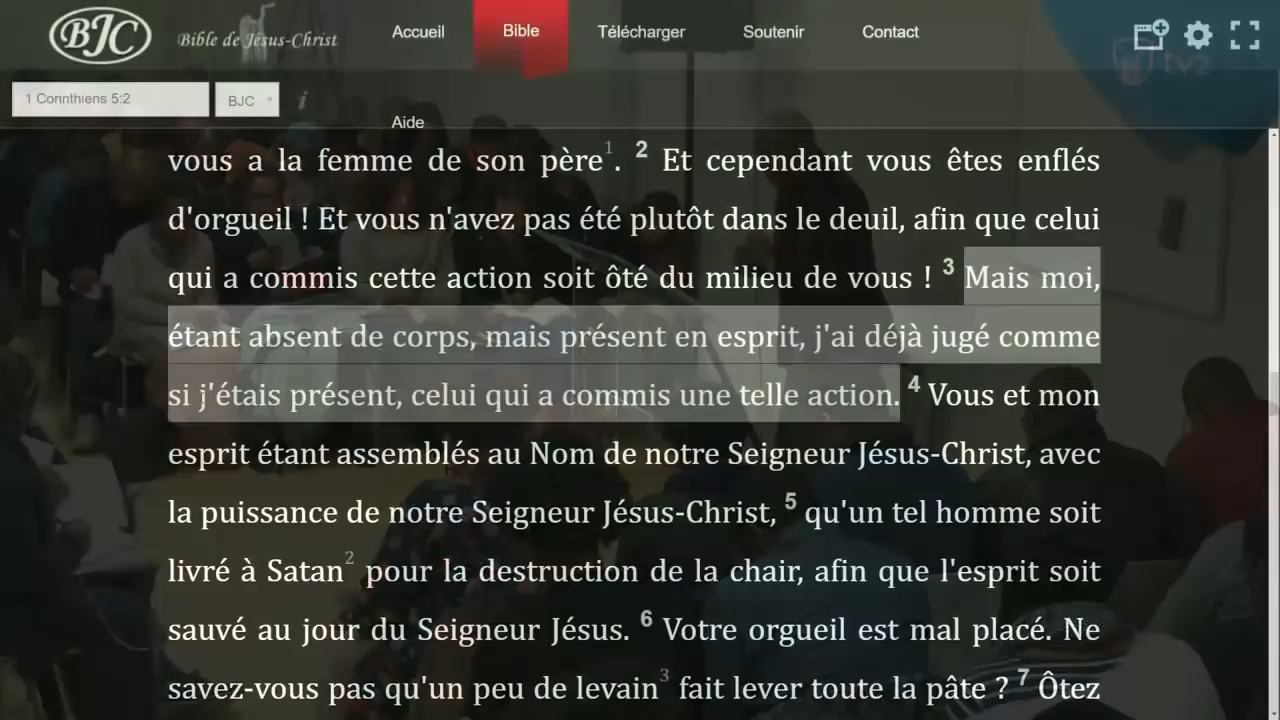 BJC
Bible de Jésus-Christ
Accueil
Bible
Télécharger
Soutenir
Contact
tv2
1 Corinthiens 5:2
BJC
i
Aide
vous a la femme de son père1. 2 Et cependant vous êtes enflés
d'orgueil ! Et vous n'avez pas été plutôt dans le deuil, afin que celui
qui a commis cette action soit ôté du milieu de vous ! 3 Mais moi,
étant absent de corps, mais présent en esprit, j'ai déjà jugé comme
si j'étais présent, celui qui a commis une telle action. 4 Vous et mon
esprit étant assemblés au Nom de notre Seigneur Jésus-Christ, avec
la puissance de notre Seigneur Jésus-Christ, 5 qu'un tel homme soit
livré à Satan2 pour la destruction de la chair, afin que l'esprit soit
sauvé au jour du Seigneur Jésus. 6 Votre orgueil est mal placé. Ne
savez-vous pas qu'un peu de levain3 fait lever toute la pâte ? 7 Ôtez